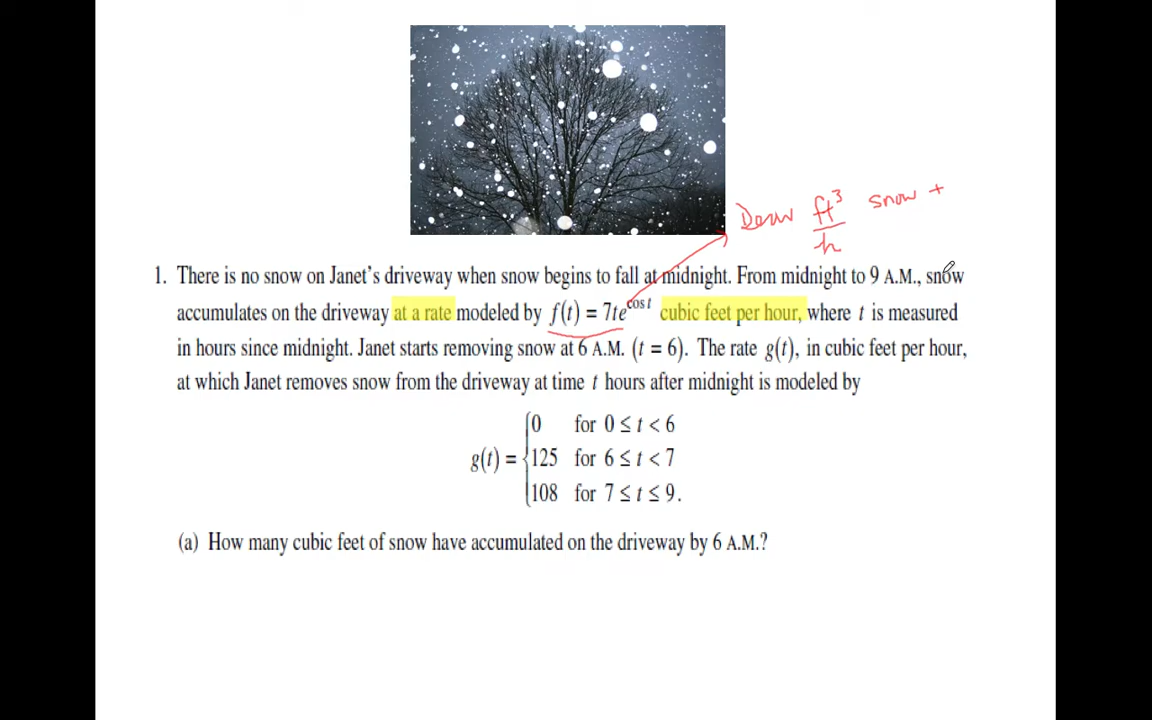 Deriv ft³/h snow +
1. There is no snow on Janet's driveway when snow begins to fall at midnight. From midnight to 9 A.M., snow
accumulates on the driveway at a rate modeled by f(t) = 7te^cos t cubic feet per hour, where t is measured
in hours since midnight. Janet starts removing snow at 6 A.M. (t = 6). The rate g(t), in cubic feet per hour,
at which Janet removes snow from the driveway at time t hours after midnight is modeled by
0 for 0 ≤ t < 6
g(t) = { 125 for 6 ≤ t < 7
108 for 7 ≤ t ≤ 9.
(a) How many cubic feet of snow have accumulated on the driveway by 6 A.M.?